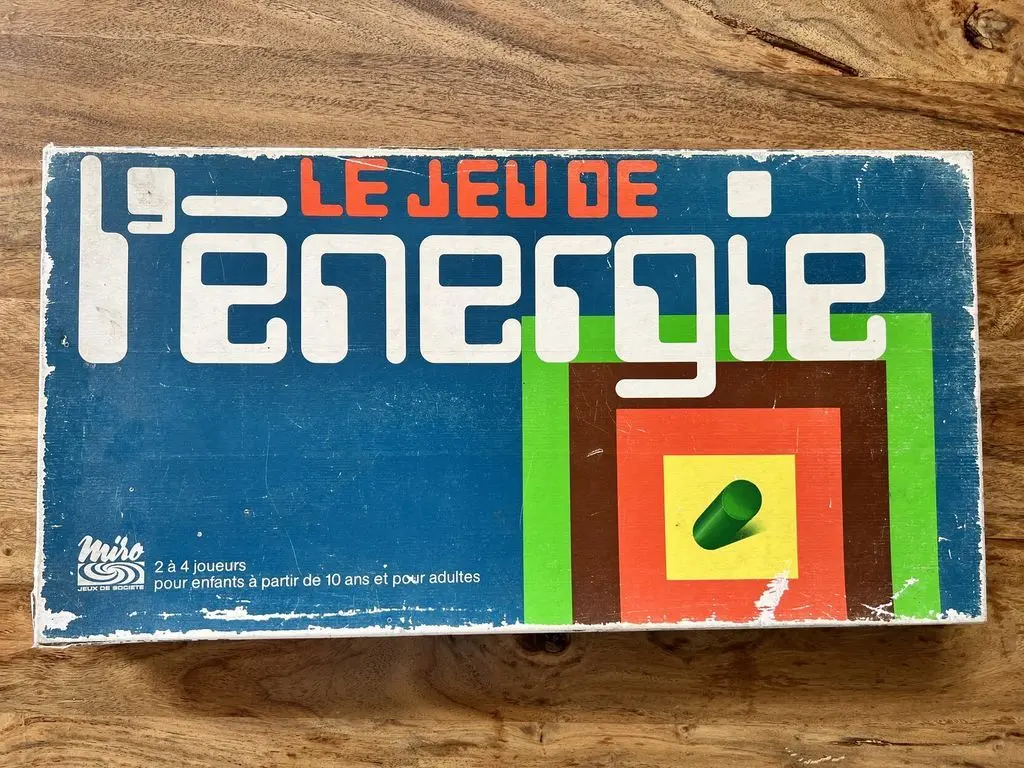 LE JEU DE
l'énergie
miro
JEUX DE SOCIETE
2 à 4 joueurs
pour enfants à partir de 10 ans et pour adultes